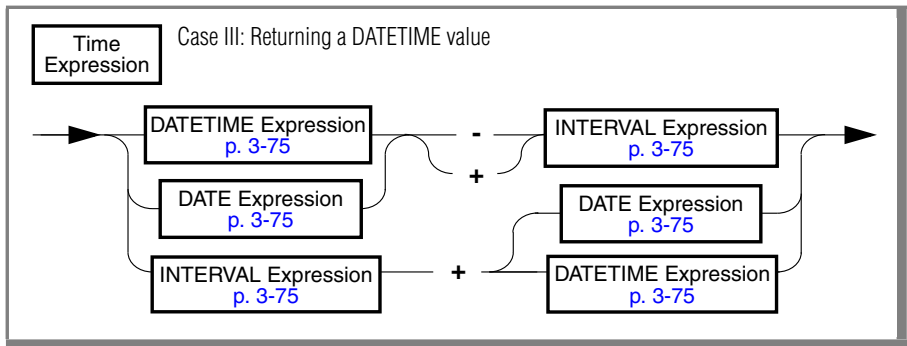 Time
Expression
Case III: Returning a DATETIME value
DATETIME Expression
p. 3-75
-
INTERVAL Expression
p. 3-75
+
DATE Expression
p. 3-75
DATE Expression
p. 3-75
INTERVAL Expression
p. 3-75
+
DATETIME Expression
p. 3-75